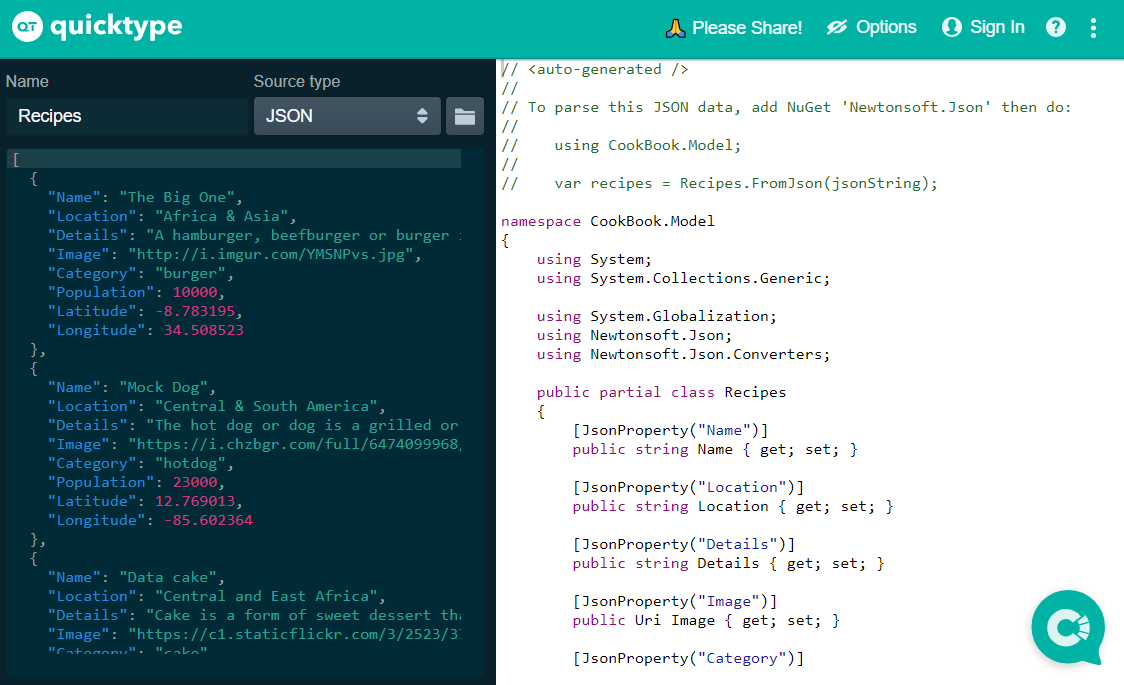 QT quicktype
Please Share! Options Sign In ?
Name Source type
Recipes JSON
[
{
"Name": "The Big One",
"Location": "Africa & Asia",
"Details": "A hamburger, beefburger or burger
"Image": "http://i.imgur.com/YMSNPvs.jpg",
"Category": "burger",
"Population": 10000,
"Latitude": -8.783195,
"Longitude": 34.508523
},
{
"Name": "Mock Dog",
"Location": "Central & South America",
"Details": "The hot dog or dog is a grilled or
"Image": "https://i.chzbgr.com/full/6474099968,
"Category": "hotdog",
"Population": 23000,
"Latitude": 12.769013,
"Longitude": -85.602364
},
{
"Name": "Data cake",
"Location": "Central and East Africa",
"Details": "Cake is a form of sweet dessert tha
"Image": "https://c1.staticflickr.com/3/2523/3
"Category": "cake"
// <auto-generated />
//
// To parse this JSON data, add NuGet 'Newtonsoft.Json' then do:
//
//    using CookBook.Model;
//
//    var recipes = Recipes.FromJson(jsonString);
namespace CookBook.Model
{
using System;
using System.Collections.Generic;
using System.Globalization;
using Newtonsoft.Json;
using Newtonsoft.Json.Converters;
public partial class Recipes
{
[JsonProperty("Name")]
public string Name { get; set; }
[JsonProperty("Location")]
public string Location { get; set; }
[JsonProperty("Details")]
public string Details { get; set; }
[JsonProperty("Image")]
public Uri Image { get; set; }
[JsonProperty("Category")]